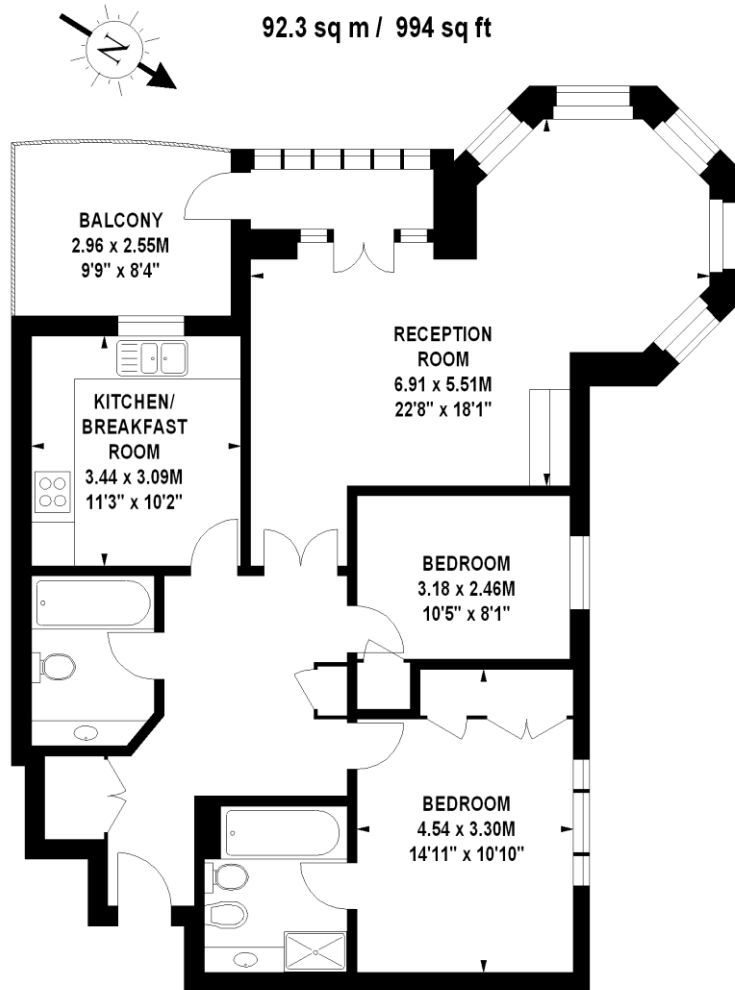 92.3 sq m / 994 sq ft
N
BALCONY
2.96 x 2.55M
9'9" x 8'4"
RECEPTION
ROOM
6.91 x 5.51M
22'8" x 18'1"
KITCHEN/
BREAKFAST
ROOM
3.44 x 3.09M
11'3" x 10'2"
BEDROOM
3.18 x 2.46M
10'5" x 8'1"
BEDROOM
4.54 x 3.30M
14'11" x 10'10"